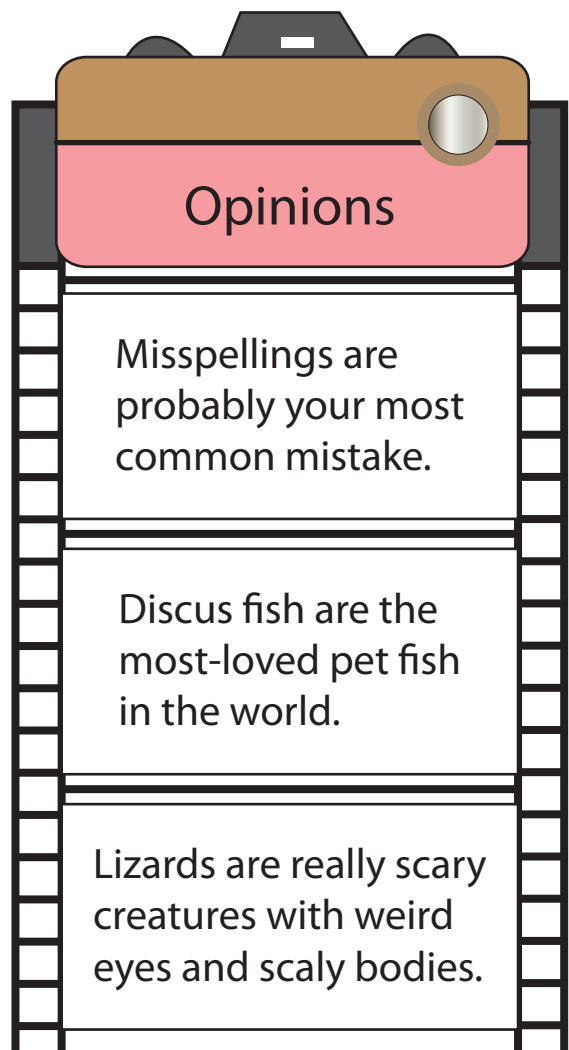 Opinions
Misspellings are
probably your most
common mistake.
Discus fish are the
most-loved pet fish
in the world.
Lizards are really scary
creatures with weird
eyes and scaly bodies.